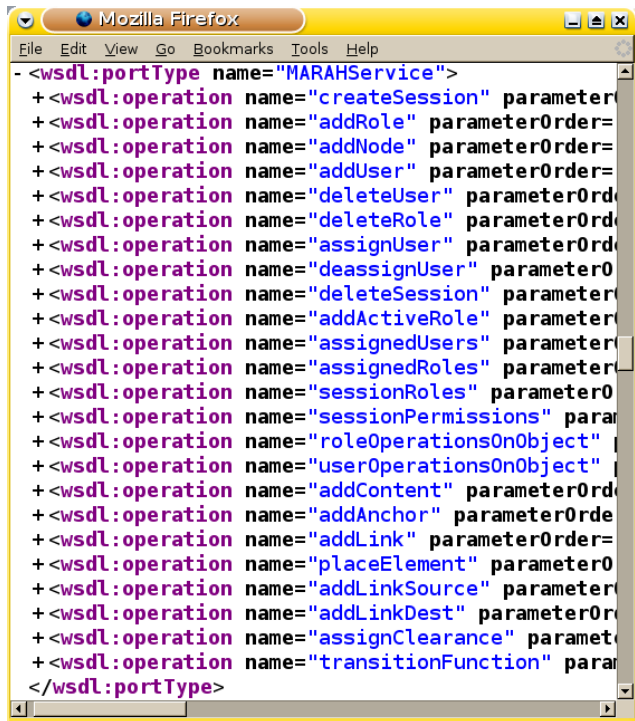 Mozilla Firefox
File Edit View Go Bookmarks Tools Help
- <wsdl:portType name="MARAHService">
+ <wsdl:operation name="createSession" parameter
+ <wsdl:operation name="addRole" parameterOrder=
+ <wsdl:operation name="addNode" parameterOrder=
+ <wsdl:operation name="addUser" parameterOrder=
+ <wsdl:operation name="deleteUser" parameterOrd
+ <wsdl:operation name="deleteRole" parameterOrd
+ <wsdl:operation name="assignUser" parameterOrd
+ <wsdl:operation name="deassignUser" parameterO
+ <wsdl:operation name="deleteSession" parameter
+ <wsdl:operation name="addActiveRole" parameter
+ <wsdl:operation name="assignedUsers" parameter
+ <wsdl:operation name="assignedRoles" parameter
+ <wsdl:operation name="sessionRoles" parameterO
+ <wsdl:operation name="sessionPermissions" param
+ <wsdl:operation name="roleOperationsOnObject"
+ <wsdl:operation name="userOperationsOnObject"
+ <wsdl:operation name="addContent" parameterOrd
+ <wsdl:operation name="addAnchor" parameterOrde
+ <wsdl:operation name="addLink" parameterOrder=
+ <wsdl:operation name="placeElement" parameterO
+ <wsdl:operation name="addLinkSource" parameter
+ <wsdl:operation name="addLinkDest" parameterOr
+ <wsdl:operation name="assignClearance" paramet
+ <wsdl:operation name="transitionFunction" param
</wsdl:portType>